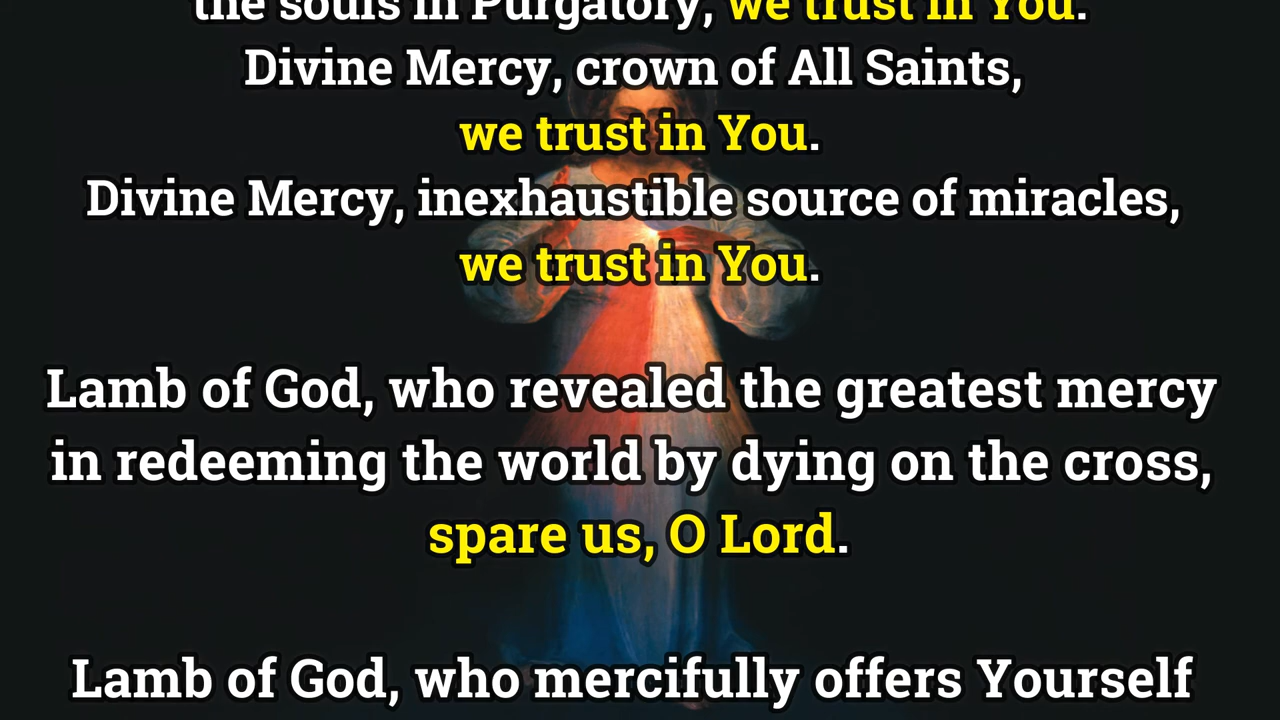 the souls in Purgatory, we trust in You.
Divine Mercy, crown of All Saints,
we trust in You.
Divine Mercy, inexhaustible source of miracles,
we trust in You.
Lamb of God, who revealed the greatest mercy
in redeeming the world by dying on the cross,
spare us, O Lord.
Lamb of God, who mercifully offers Yourself